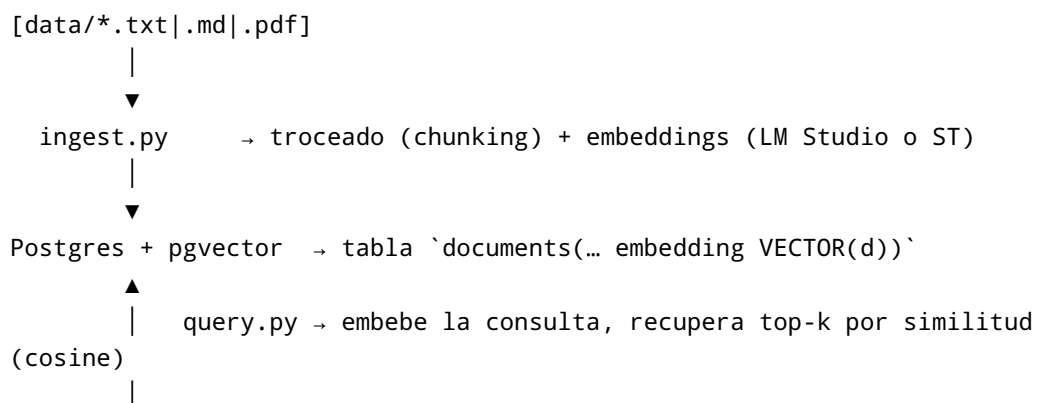 [data/*.txt|.md|.pdf]
│
▼
ingest.py → troceado (chunking) + embeddings (LM Studio o ST)
│
▼
Postgres + pgvector → tabla `documents(… embedding VECTOR(d))`
▲
│ query.py → embebe la consulta, recupera top-k por similitud
(cosine)
│